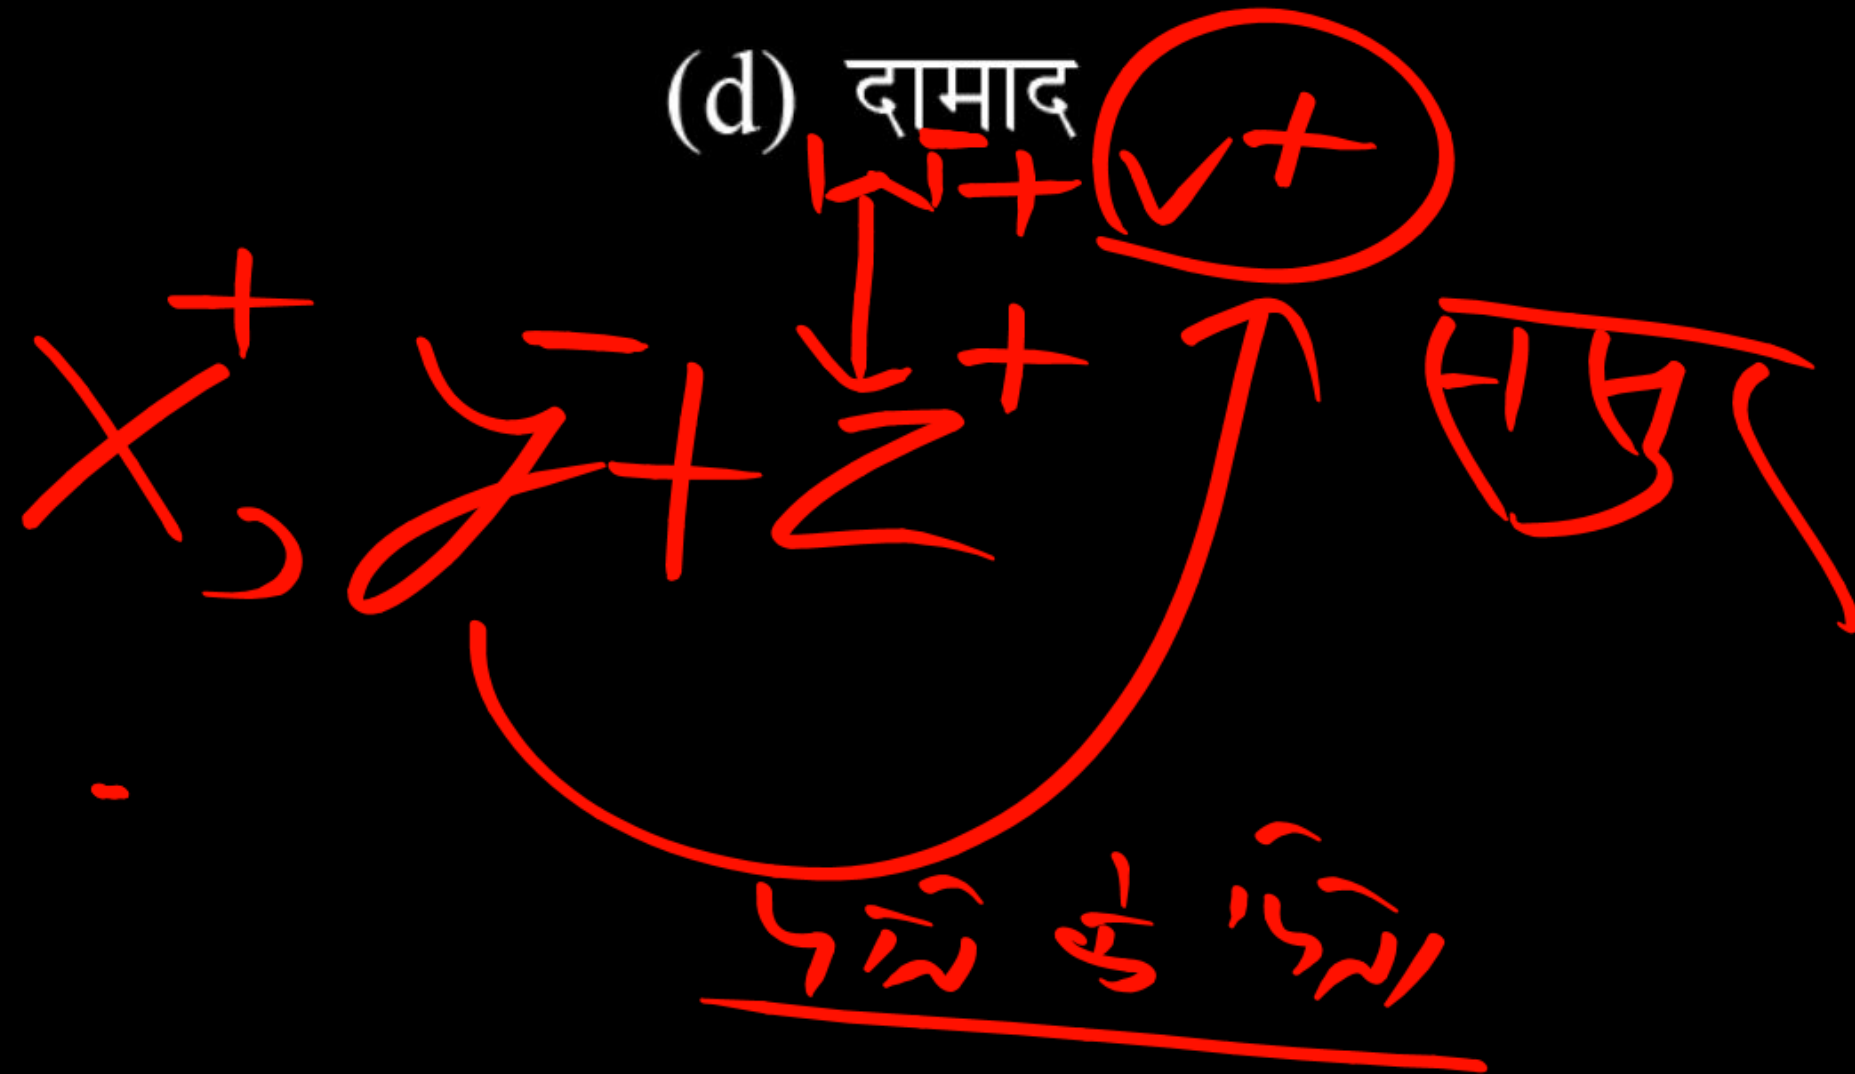 (d) दामाद
W⁻ + V⁺
X⁺, y⁻ + Z⁺
ससुर
पति के पिता